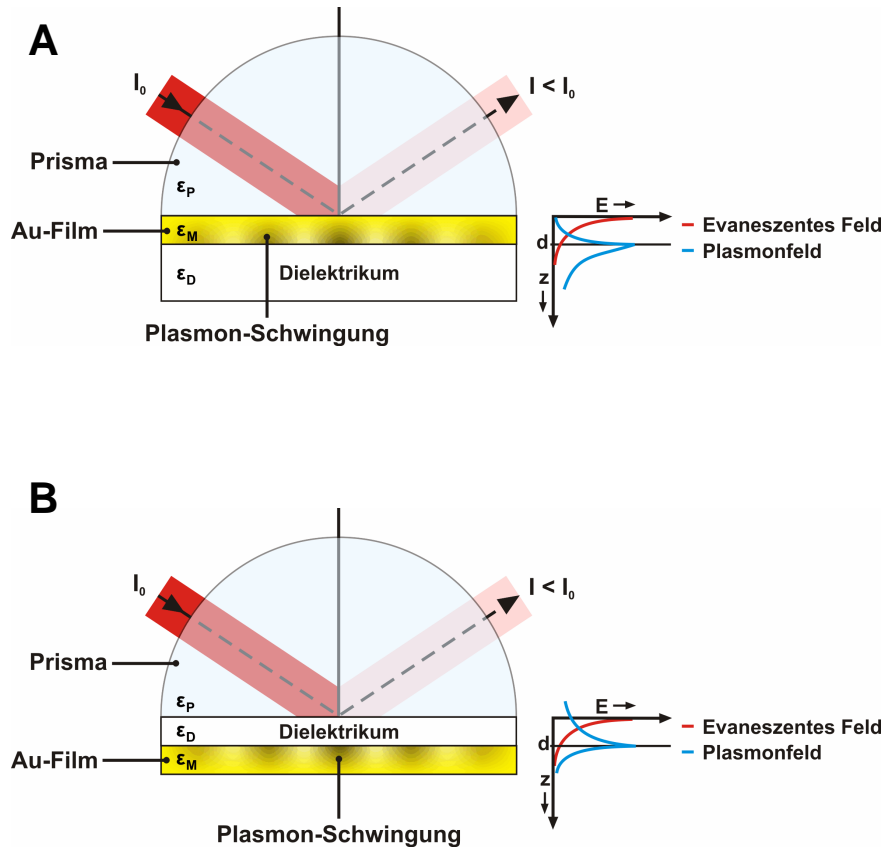 A
I₀
I < I₀
Prisma
εP
Au-Film
εM
εD
Dielektrikum
Plasmon-Schwingung
E
d
z
Evaneszentes Feld
Plasmonfeld
B
I₀
I < I₀
Prisma
εP
εD
Dielektrikum
Au-Film
εM
Plasmon-Schwingung
E
d
z
Evaneszentes Feld
Plasmonfeld